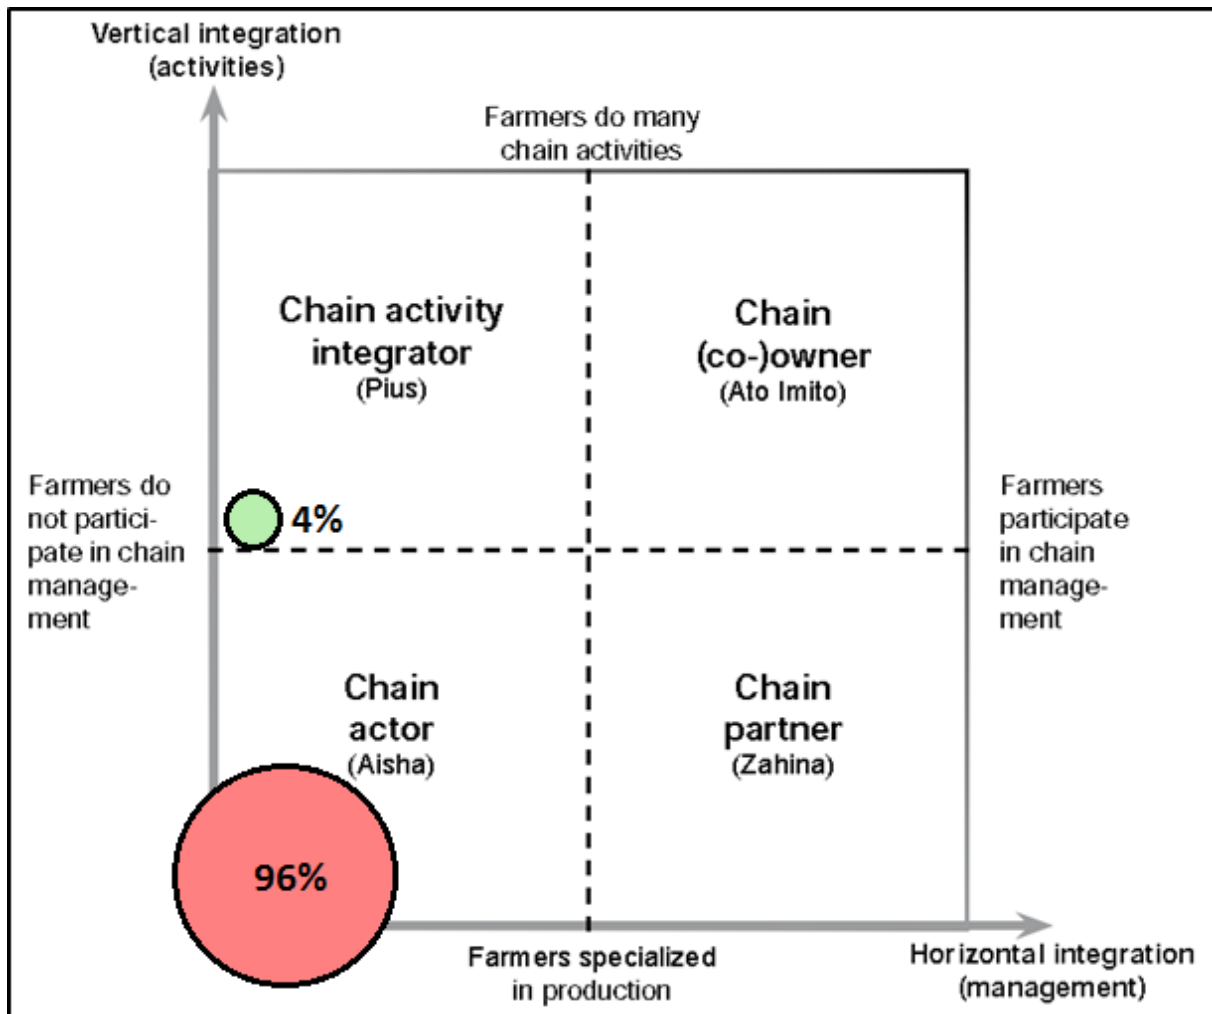 Vertical integration
(activities)
Farmers do many
chain activities
Chain activity
integrator
(Pius)
Chain
(co-)owner
(Ato Imito)
Farmers do
not partici-
pate in chain
manage-
ment
4%
Farmers
participate
in chain
manage-
ment
Chain
actor
(Aisha)
Chain
partner
(Zahina)
96%
Farmers specialized
in production
Horizontal integration
(management)